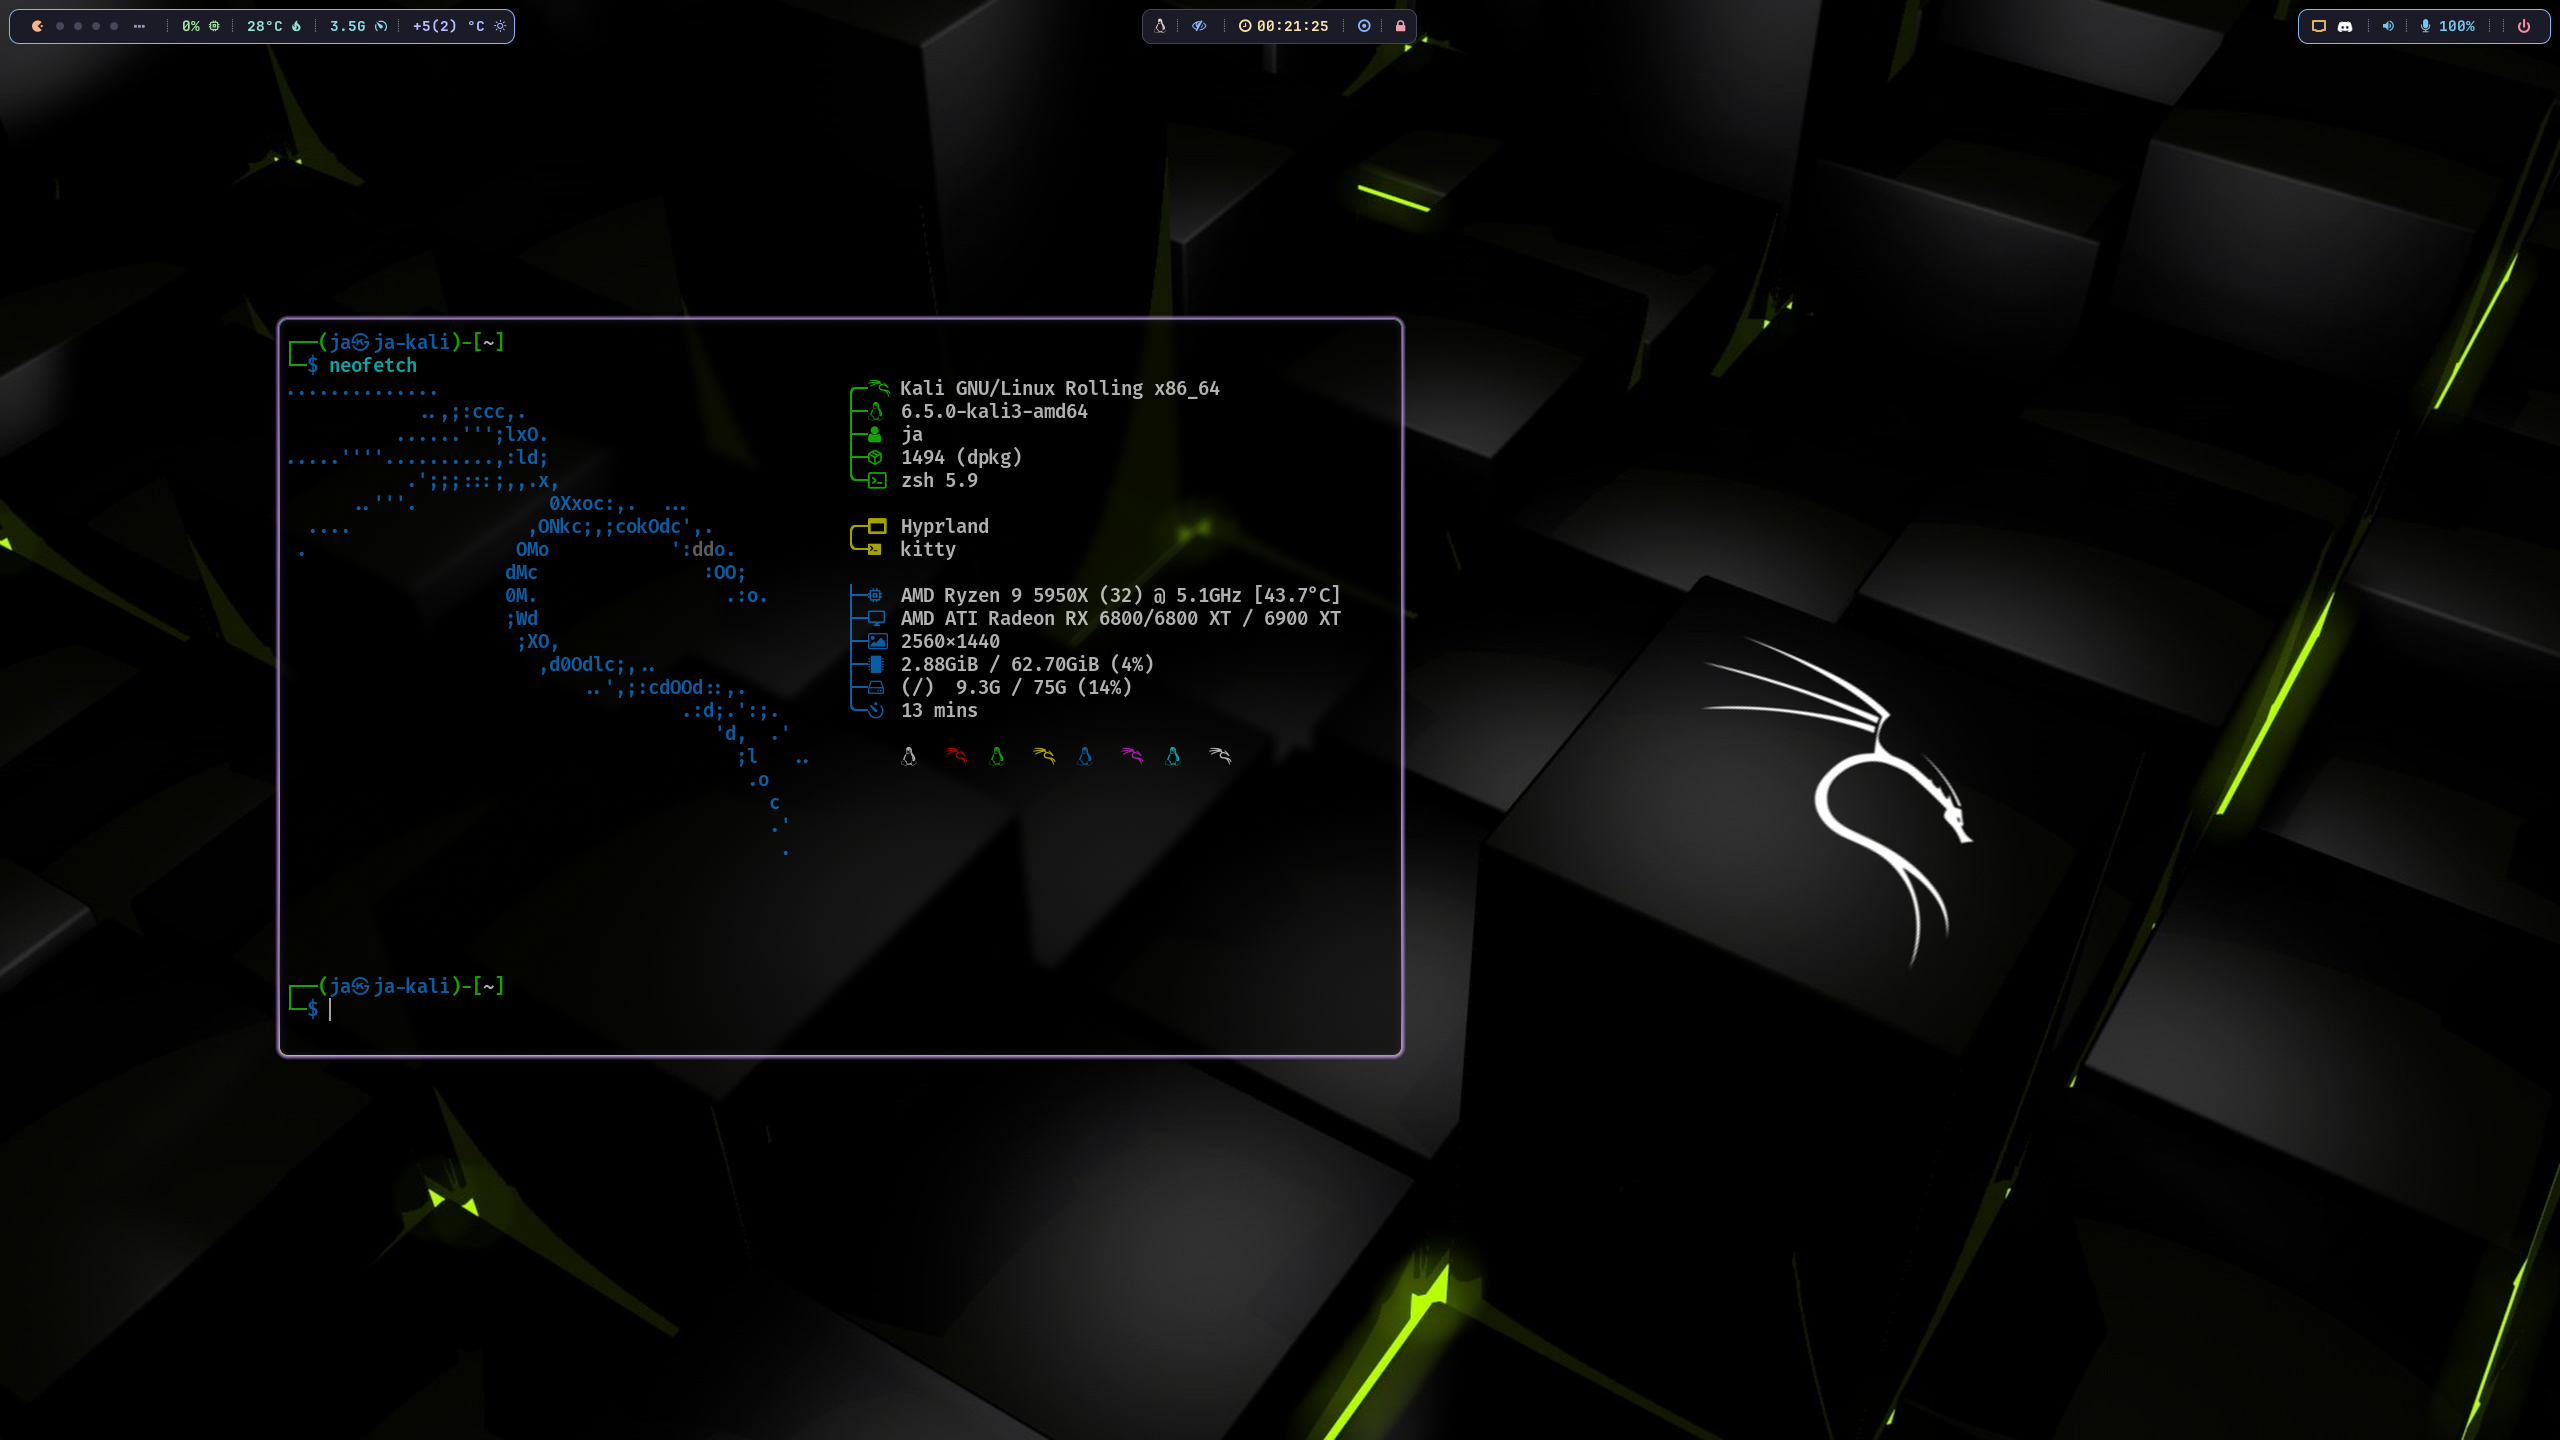 0% 28°C 3.5G +5(2) °C
00:21:25
100%
┌──(ja㉿ja-kali)-[~]
└─$ neofetch
..............
            ..,;:ccc,.
          ......''';lxO.
.....''''..........,:ld;
           .';;;:::;,,.x,
      ..'''.            0Xxoc:,.  ...
  ....                ,ONkc;,;cokOdc',.
 .                   OMo           ':ddo.
                    dMc               :OO;
                    0M.                 .:o.
                    ;Wd
                     ;XO,
                       ,d0Odlc;,..
                           ..',;:cdOOd::,.
                                    .:d;.':;.
                                       'd,  .'
                                         ;l   ..
                                          .o
                                            c
                                            .'
                                             .
Kali GNU/Linux Rolling x86_64
6.5.0-kali3-amd64
ja
1494 (dpkg)
zsh 5.9
Hyprland
kitty
AMD Ryzen 9 5950X (32) @ 5.1GHz [43.7°C]
AMD ATI Radeon RX 6800/6800 XT / 6900 XT
2560×1440
2.88GiB / 62.70GiB (4%)
(/)  9.3G / 75G (14%)
13 mins
┌──(ja㉿ja-kali)-[~]
└─$